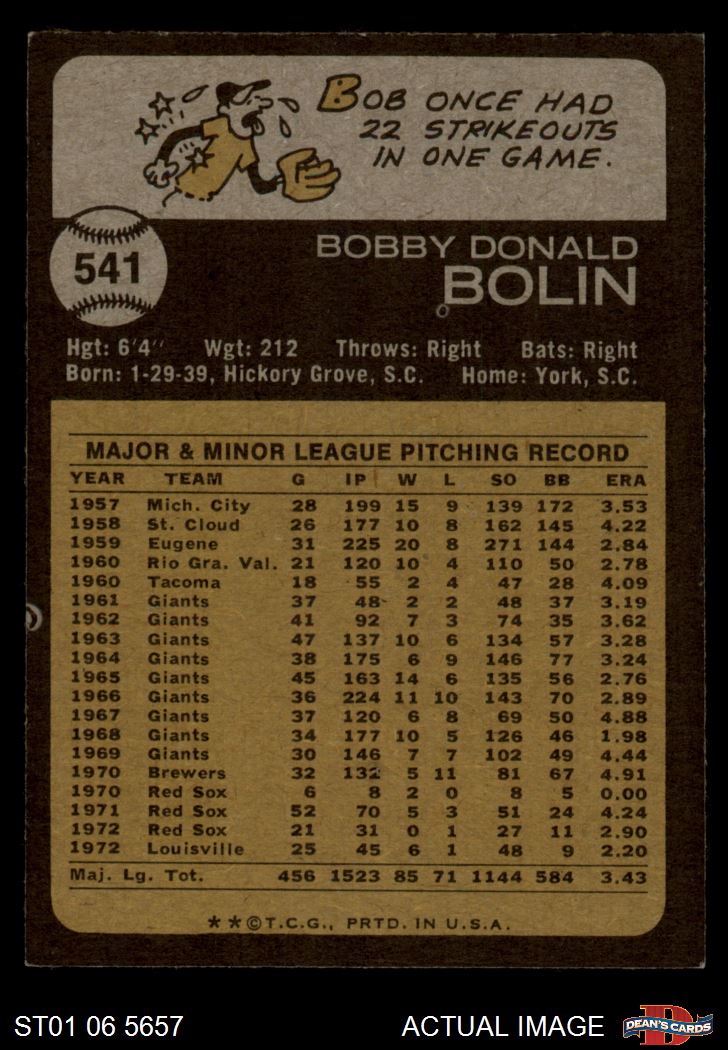 BOB ONCE HAD
22 STRIKEOUTS
IN ONE GAME.
541
BOBBY DONALD
BOLIN
Hgt: 6'4" Wgt: 212 Throws: Right Bats: Right
Born: 1-29-39, Hickory Grove, S.C. Home: York, S.C.
MAJOR & MINOR LEAGUE PITCHING RECORD
YEAR TEAM G IP W L SO BB ERA
1957 Mich. City 28 199 15 9 139 172 3.53
1958 St. Cloud 26 177 10 8 162 145 4.22
1959 Eugene 31 225 20 8 271 144 2.84
1960 Rio Gra. Val. 21 120 10 4 110 50 2.78
1960 Tacoma 18 55 2 4 47 28 4.09
1961 Giants 37 48 2 2 48 37 3.19
1962 Giants 41 92 7 3 74 35 3.62
1963 Giants 47 137 10 6 134 57 3.28
1964 Giants 38 175 6 9 146 77 3.24
1965 Giants 45 163 14 6 135 56 2.76
1966 Giants 36 224 11 10 143 70 2.89
1967 Giants 37 120 6 8 69 50 4.88
1968 Giants 34 177 10 5 126 46 1.98
1969 Giants 30 146 7 7 102 49 4.44
1970 Brewers 32 132 5 11 81 67 4.91
1970 Red Sox 6 8 2 0 8 5 0.00
1971 Red Sox 52 70 5 3 51 24 4.24
1972 Red Sox 21 31 0 1 27 11 2.90
1972 Louisville 25 45 6 1 48 9 2.20
Maj. Lg. Tot. 456 1523 85 71 1144 584 3.43
**©T.C.G., PRTD. IN U.S.A.
ST01 06 5657 ACTUAL IMAGE
D
DEAN'S CARDS